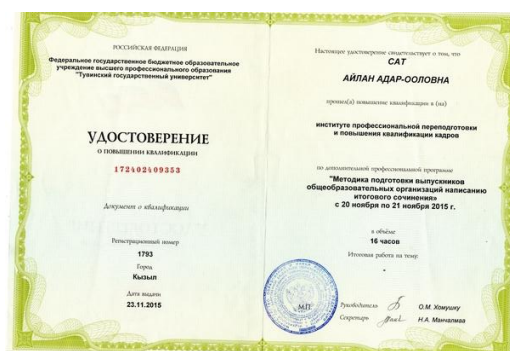 РОССИЙСКАЯ ФЕДЕРАЦИЯ
Федеральное государственное бюджетное образовательное
учреждение высшего профессионального образования
"Тувинский государственный университет"
УДОСТОВЕРЕНИЕ
О ПОВЫШЕНИИ КВАЛИФИКАЦИИ
172402409353
Документ о квалификации
Регистрационный номер
1793
Город
Кызыл
Дата выдачи
23.11.2015
Настоящее удостоверение свидетельствует о том, что
САТ
АЙЛАН АДАР-ООЛОВНА
прошел(а) повышение квалификации в (на)
институте профессиональной переподготовки
и повышения квалификации кадров
по дополнительной профессиональной программе
"Методика подготовки выпускников
общеобразовательных организаций написанию
итогового сочинения»
с 20 ноября по 21 ноября 2015 г.
в объёме
16 часов
Итоговая работа на тему
М.П.
Руководитель О.М. Хомушку
Секретарь Н.А. Манчалмаа